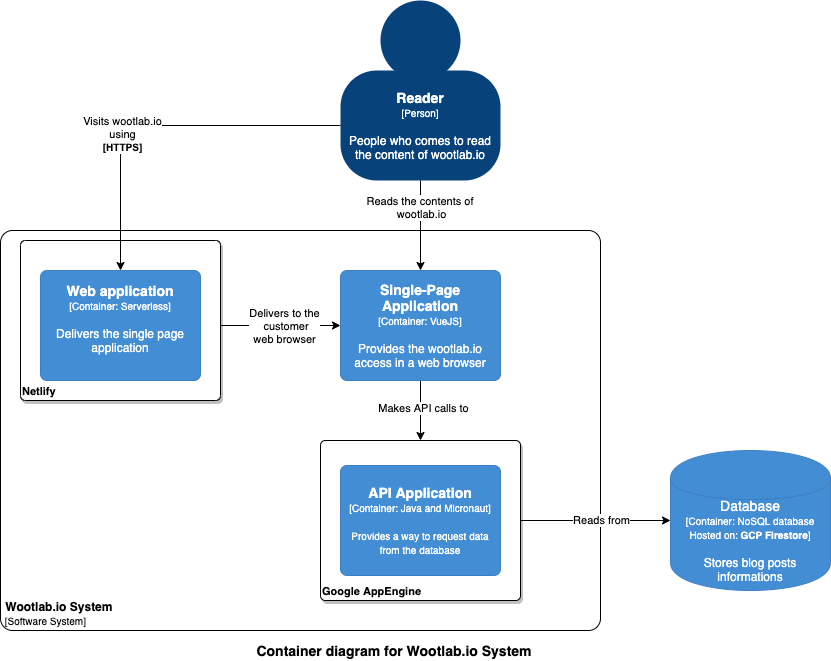 Reader
[Person]
People who comes to read
the content of wootlab.io
Visits wootlab.io
using
[HTTPS]
Reads the contents of
wootlab.io
Web application
[Container: Serverless]
Delivers the single page
application
Netlify
Delivers to the
customer
web browser
Single-Page
Application
[Container: VueJS]
Provides the wootlab.io
access in a web browser
Makes API calls to
API Application
[Container: Java and Micronaut]
Provides a way to request data
from the database
Google AppEngine
Reads from
Database
[Container: NoSQL database
Hosted on: GCP Firestore]
Stores blog posts
informations
Wootlab.io System
[Software System]
Container diagram for Wootlab.io System